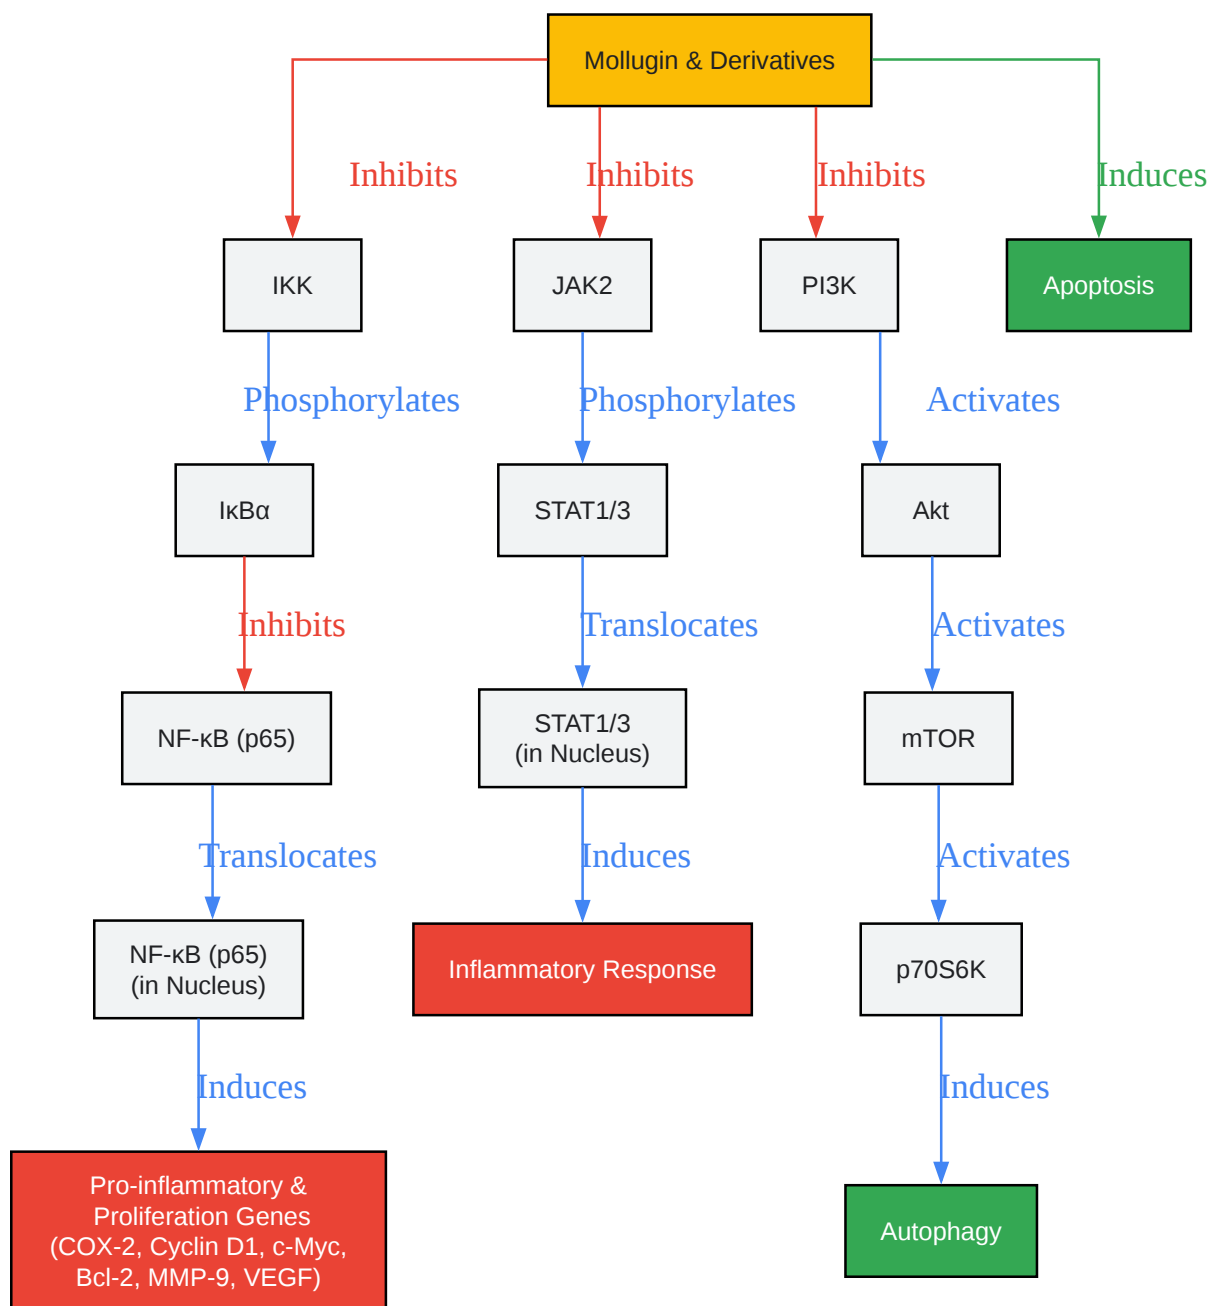 Mollugin & Derivatives
Inhibits
Inhibits
Inhibits
Induces
IKK
JAK2
PI3K
Apoptosis
Phosphorylates
Phosphorylates
Activates
IκBα
STAT1/3
Akt
Inhibits
Translocates
Activates
NF-κB (p65)
STAT1/3
(in Nucleus)
mTOR
Translocates
Induces
Activates
NF-κB (p65)
(in Nucleus)
Inflammatory Response
p70S6K
Induces
Induces
Pro-inflammatory &
Proliferation Genes
(COX-2, Cyclin D1, c-Myc,
Bcl-2, MMP-9, VEGF)
Autophagy